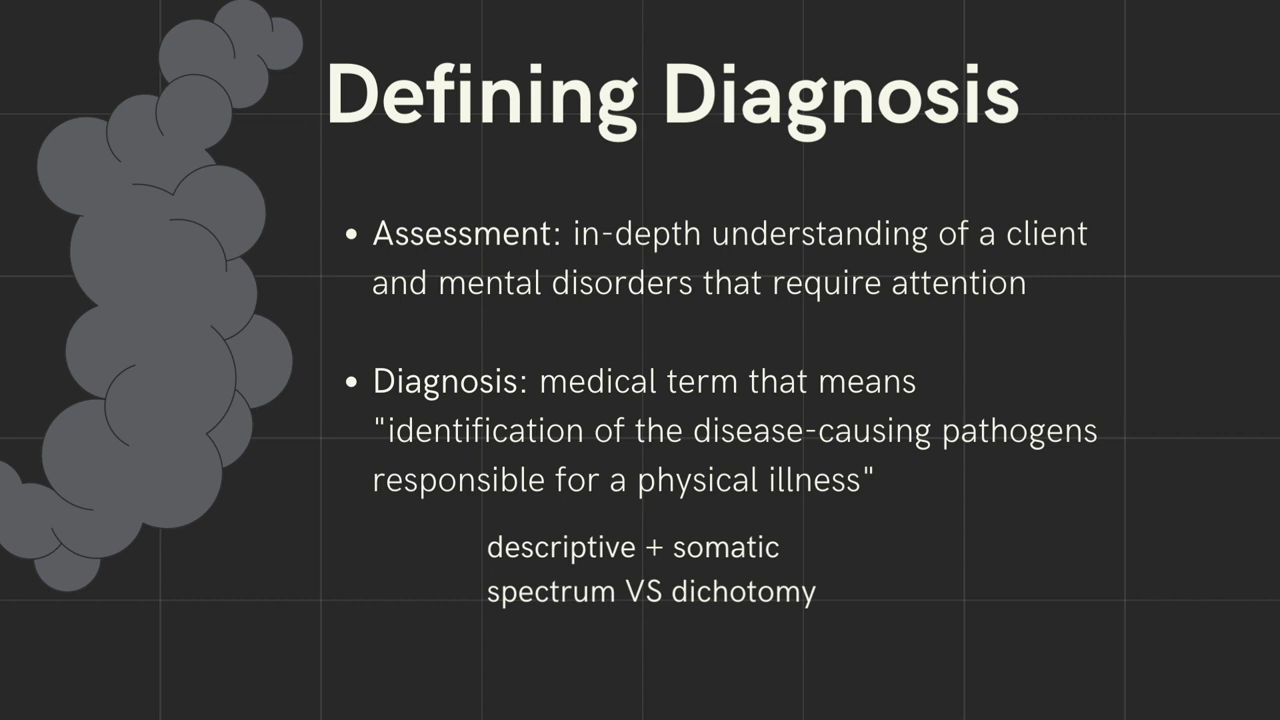 Defining Diagnosis
• Assessment: in-depth understanding of a client
and mental disorders that require attention
• Diagnosis: medical term that means
"identification of the disease-causing pathogens
responsible for a physical illness"
descriptive + somatic
spectrum VS dichotomy